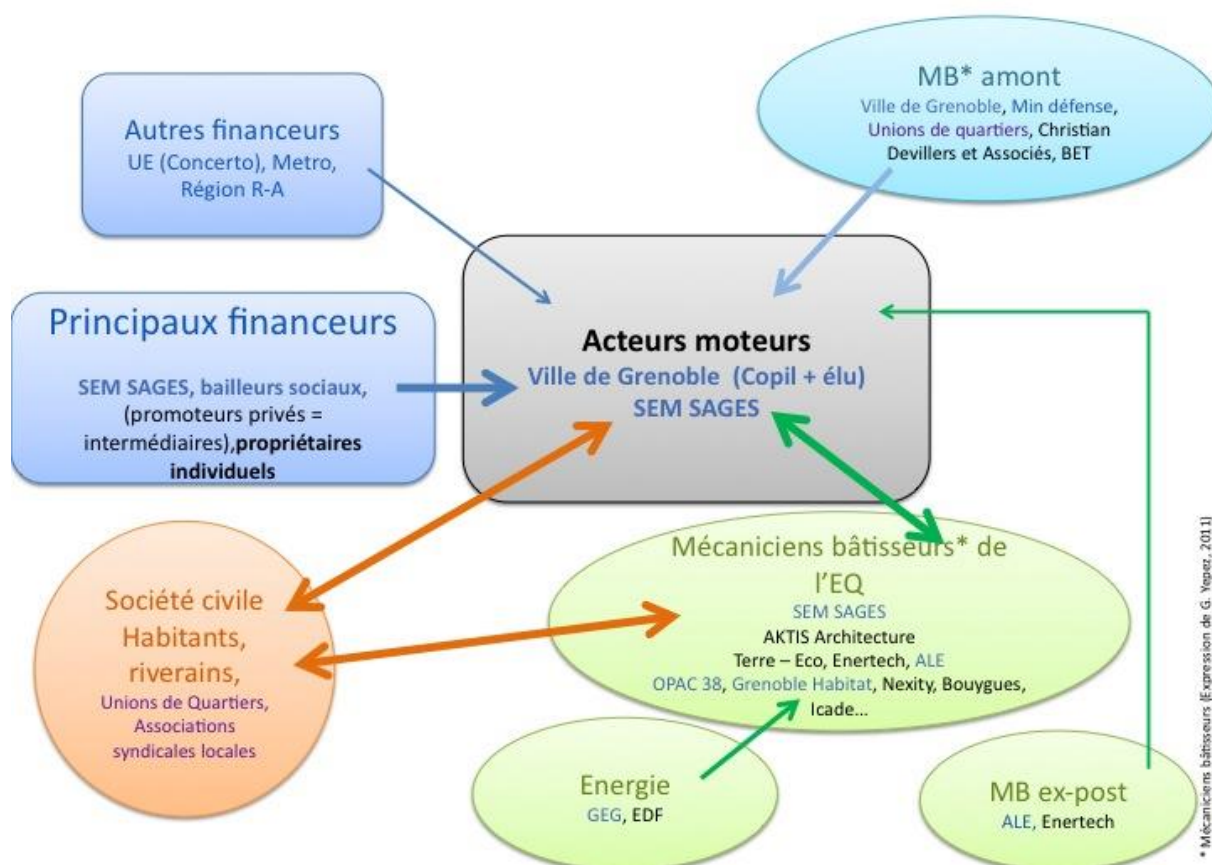 Autres financeurs
UE (Concerto), Metro,
Région R-A
MB* amont
Ville de Grenoble, Min défense,
Unions de quartiers, Christian
Devillers et Associés, BET
Principaux financeurs
SEM SAGES, bailleurs sociaux,
(promoteurs privés =
intermédiaires),propriétaires
individuels
Acteurs moteurs
Ville de Grenoble (Copil + élu)
SEM SAGES
Société civile
Habitants,
riverains,
Unions de Quartiers,
Associations
syndicales locales
Mécaniciens bâtisseurs* de
l'EQ
SEM SAGES
AKTIS Architecture
Terre – Eco, Enertech, ALE
OPAC 38, Grenoble Habitat, Nexity, Bouygues,
Icade...
Energie
GEG, EDF
MB ex-post
ALE, Enertech
* Mécaniciens bâtisseurs (Expression de G. Yepez, 2011)